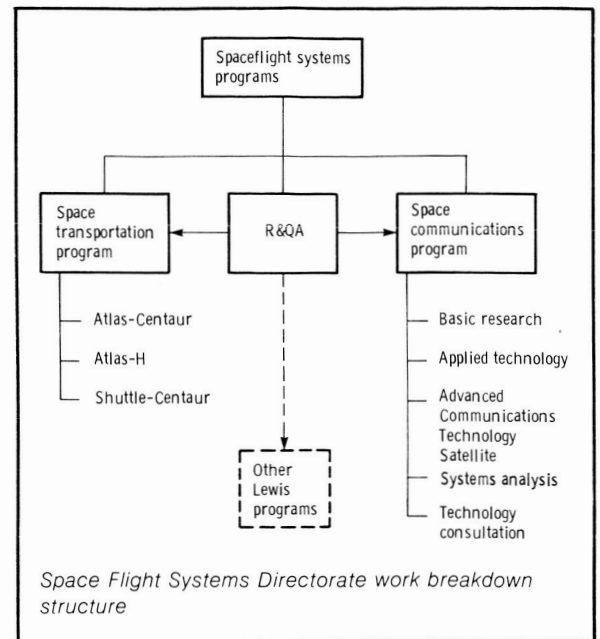 Spaceflight systems
programs
Space
transportation
program
R&QA
Space
communications
program
Atlas-Centaur
Atlas-H
Shuttle-Centaur
Other
Lewis
programs
Basic research
Applied technology
Advanced
Communications
Technology
Satellite
Systems analysis
Technology
consultation
Space Flight Systems Directorate work breakdown
structure